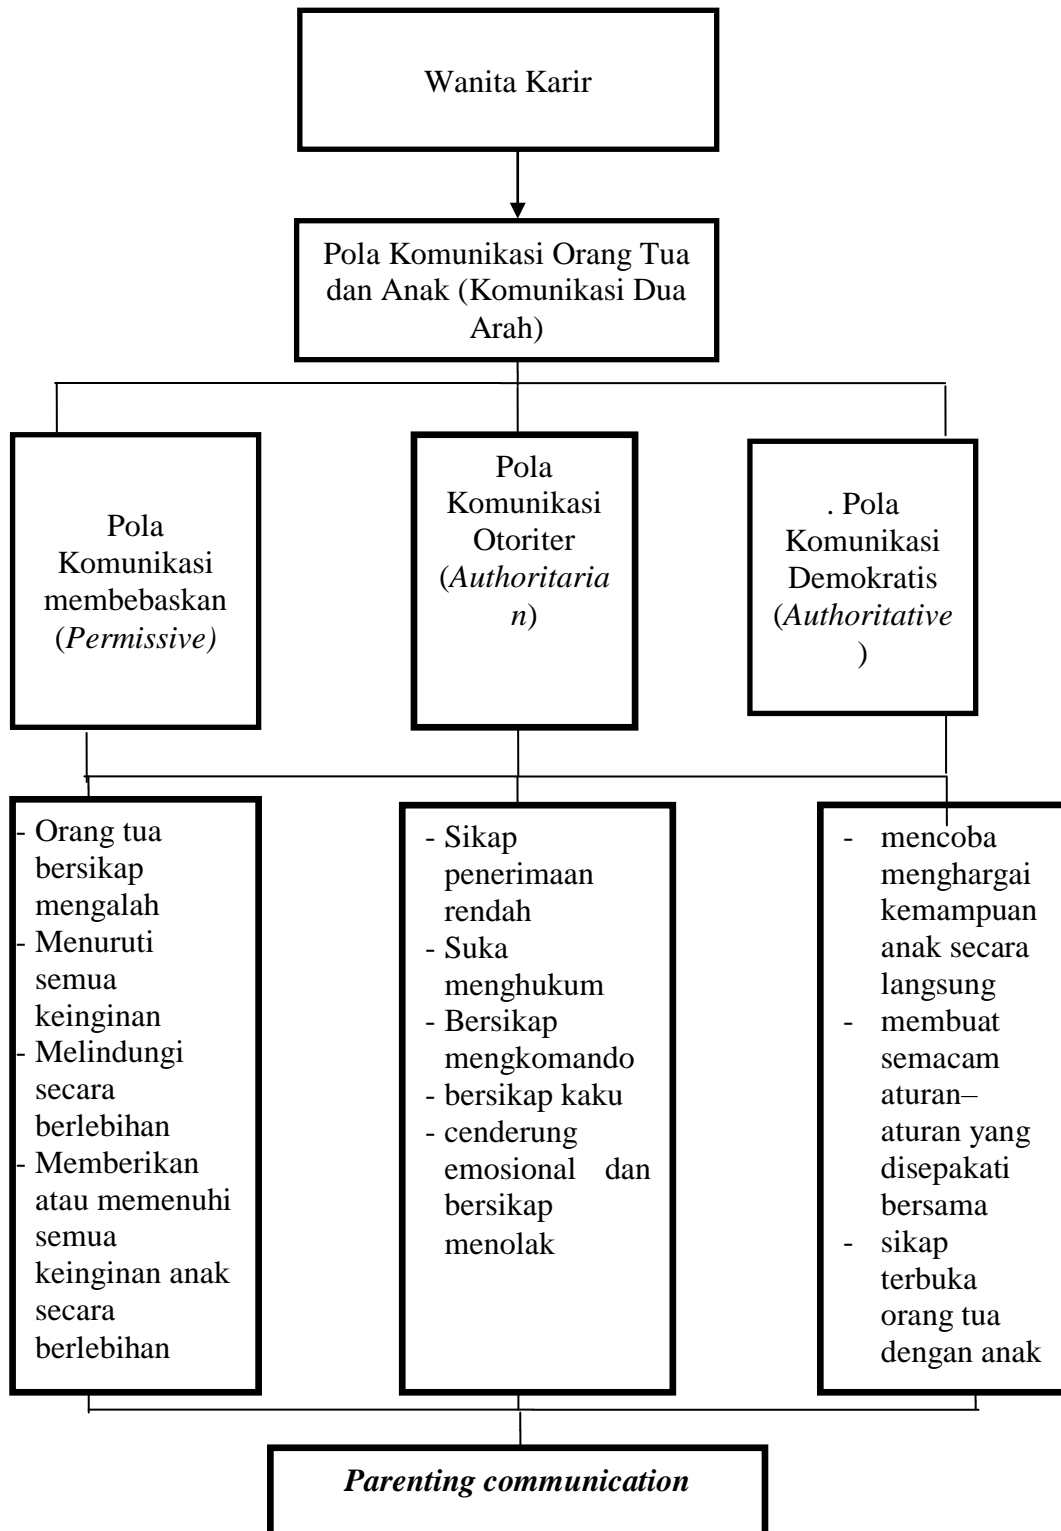 Wanita Karir
Pola Komunikasi Orang Tua
dan Anak (Komunikasi Dua
Arah)
Pola
Komunikasi
membebaskan
(Permissive)
Pola
Komunikasi
Otoriter
(Authoritaria
n)
. Pola
Komunikasi
Demokratis
(Authoritative
)
- Orang tua
bersikap
mengalah
- Menuruti
semua
keinginan
- Melindungi
secara
berlebihan
- Memberikan
atau memenuhi
semua
keinginan anak
secara
berlebihan
- Sikap
penerimaan
rendah
- Suka
menghukum
- Bersikap
mengkomando
- bersikap kaku
- cenderung
emosional dan
bersikap
menolak
- mencoba
menghargai
kemampuan
anak secara
langsung
- membuat
semacam
aturan–
aturan yang
disepakati
bersama
- sikap
terbuka
orang tua
dengan anak
Parenting communication